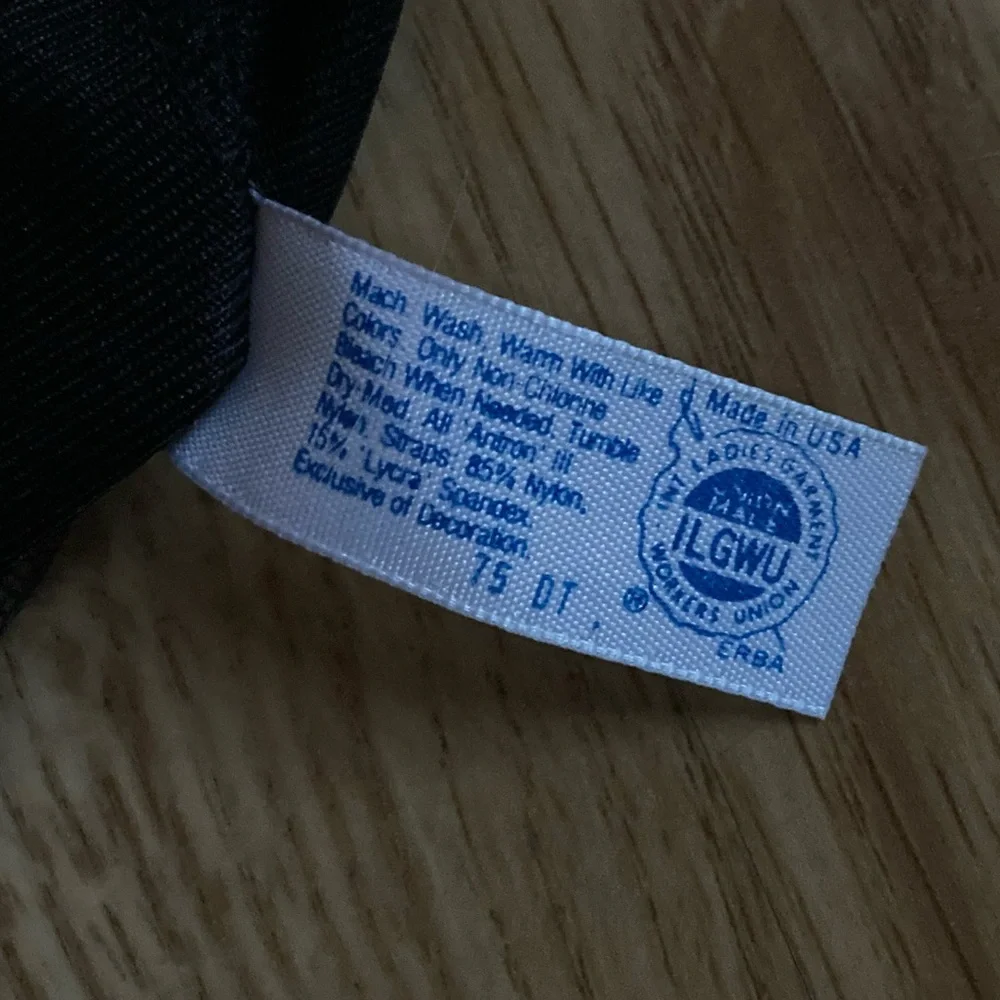 Mach Wash Warm With Like
Colors Only Non-Chlorine
Bleach When Needed. Tumble
Dry Med. All 'Antron' III
Nylon. Straps: 85% Nylon,
15% 'Lycra' Spandex.
Exclusive of Decoration.
75 DT
Made in USA
INT'L LADIES GARMENT WORKERS UNION
UNION
MADE
ILGWU
®
ERBA